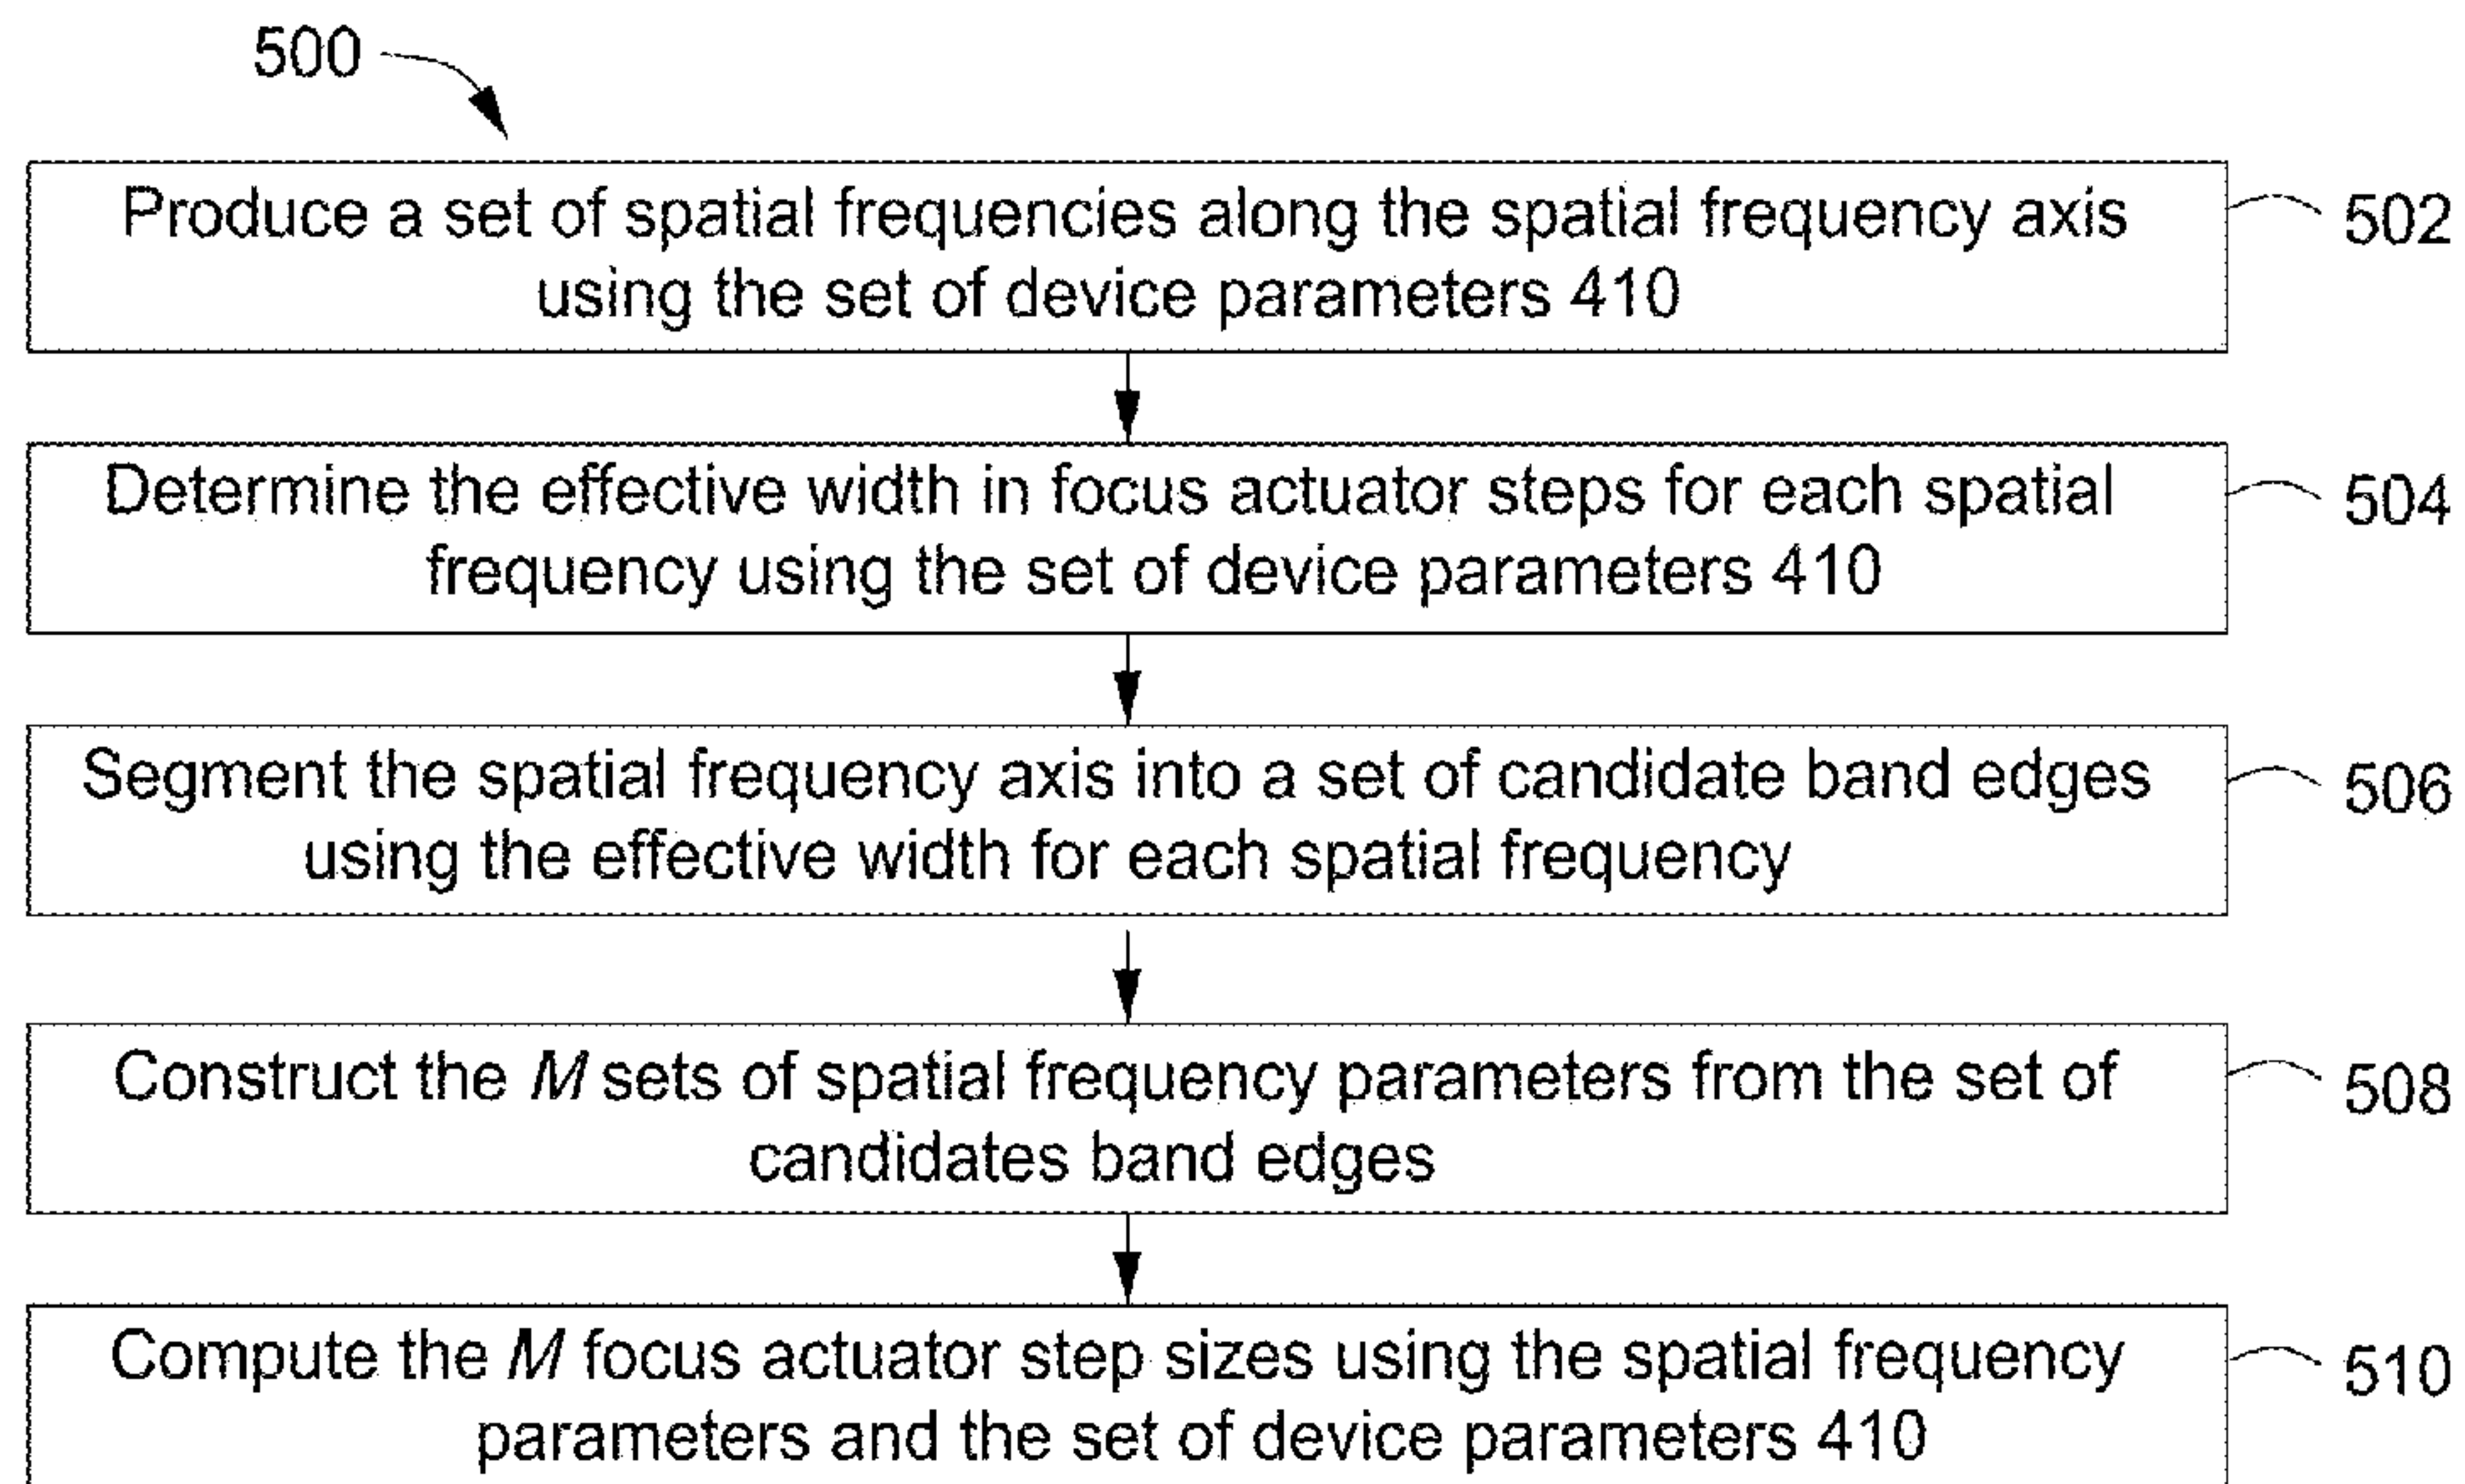 500
Produce a set of spatial frequencies along the spatial frequency axis
using the set of device parameters 410
502
Determine the effective width in focus actuator steps for each spatial
frequency using the set of device parameters 410
504
Segment the spatial frequency axis into a set of candidate band edges
using the effective width for each spatial frequency
506
Construct the M sets of spatial frequency parameters from the set of
candidates band edges
508
Compute the M focus actuator step sizes using the spatial frequency
parameters and the set of device parameters 410
510